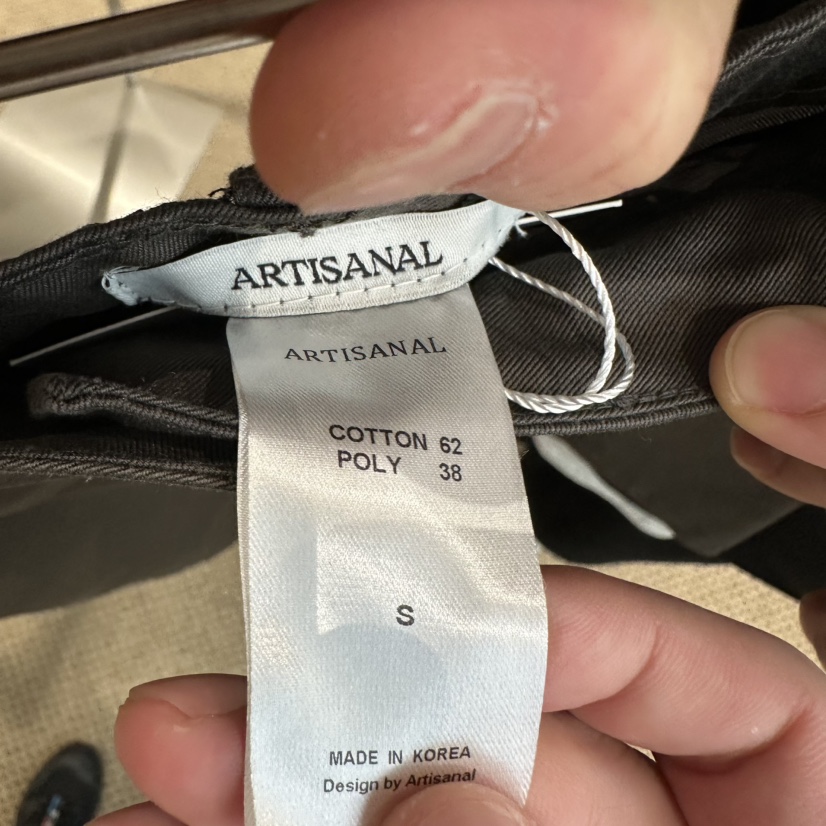 ARTISANAL
ARTISANAL
COTTON 62
POLY 38
S
MADE IN KOREA
Design by Artisanal